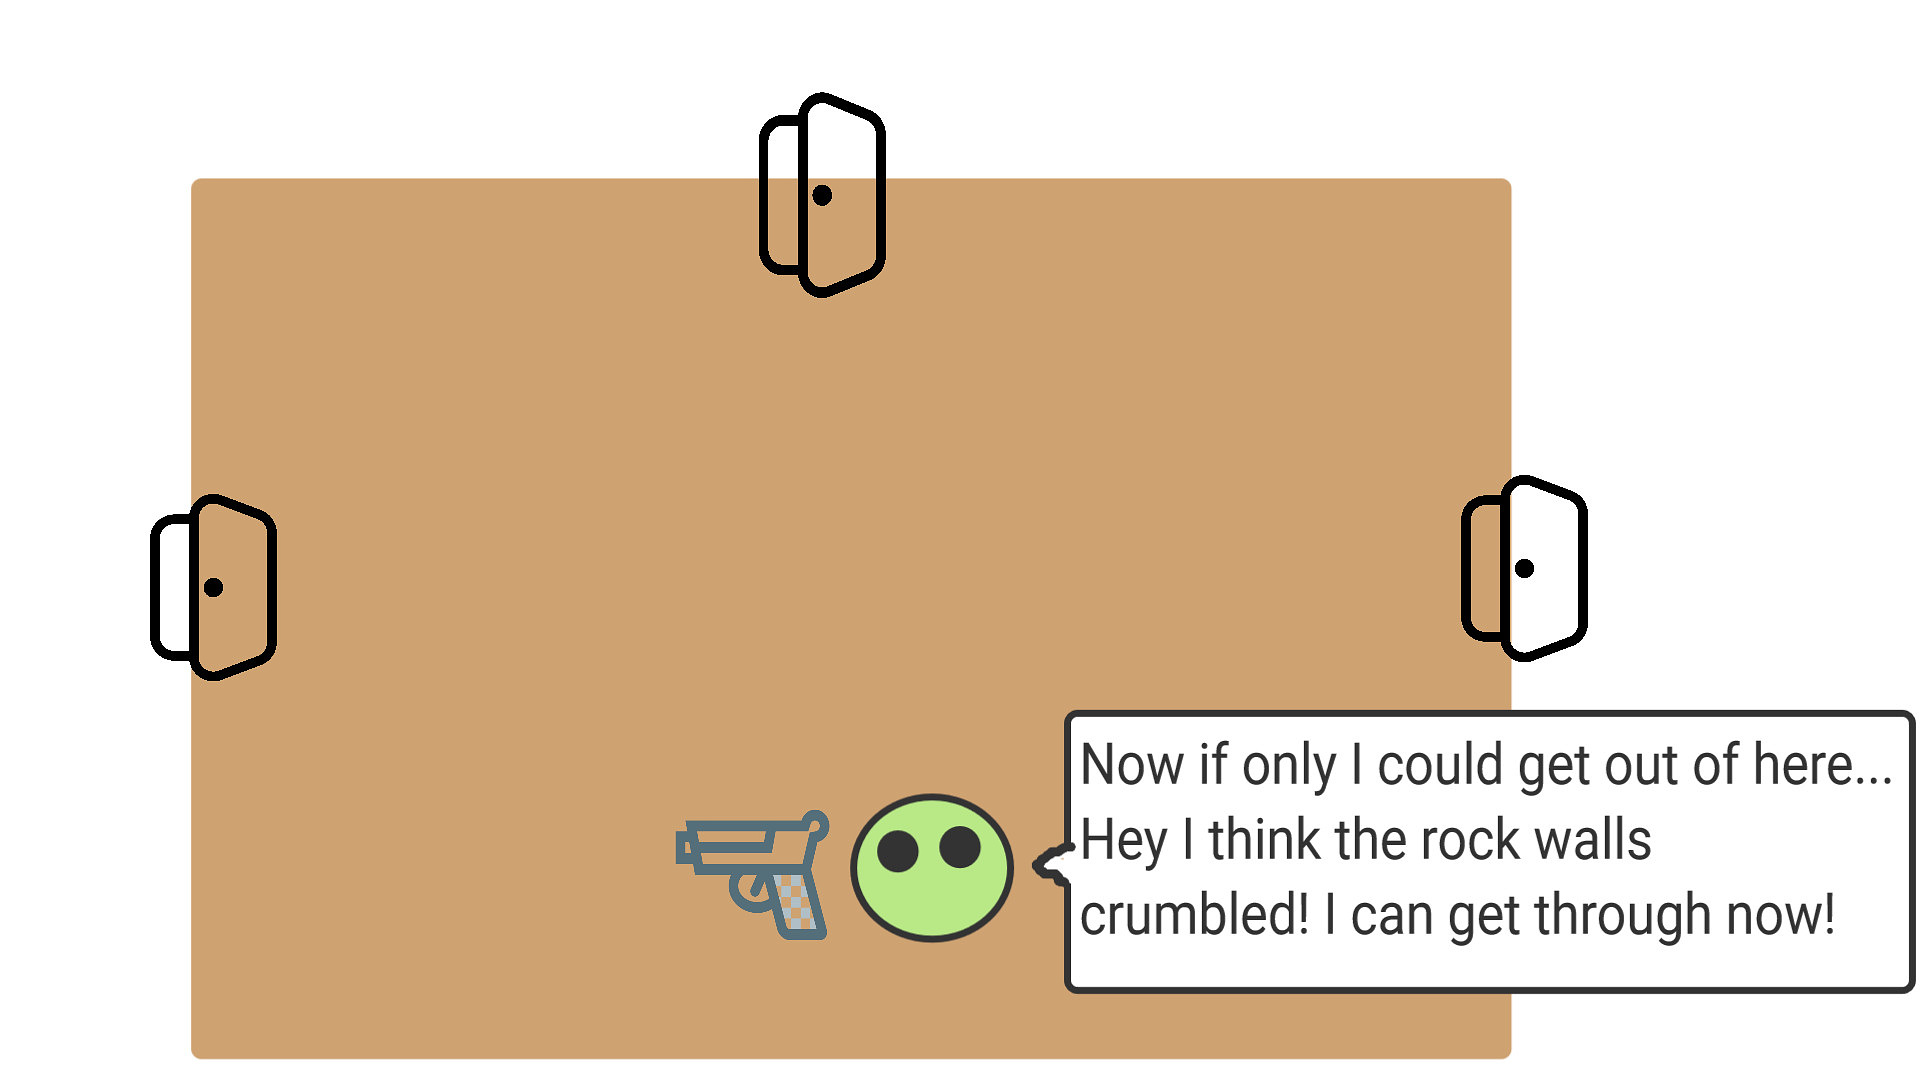 Now if only I could get out of here...
Hey I think the rock walls
crumbled! I can get through now!